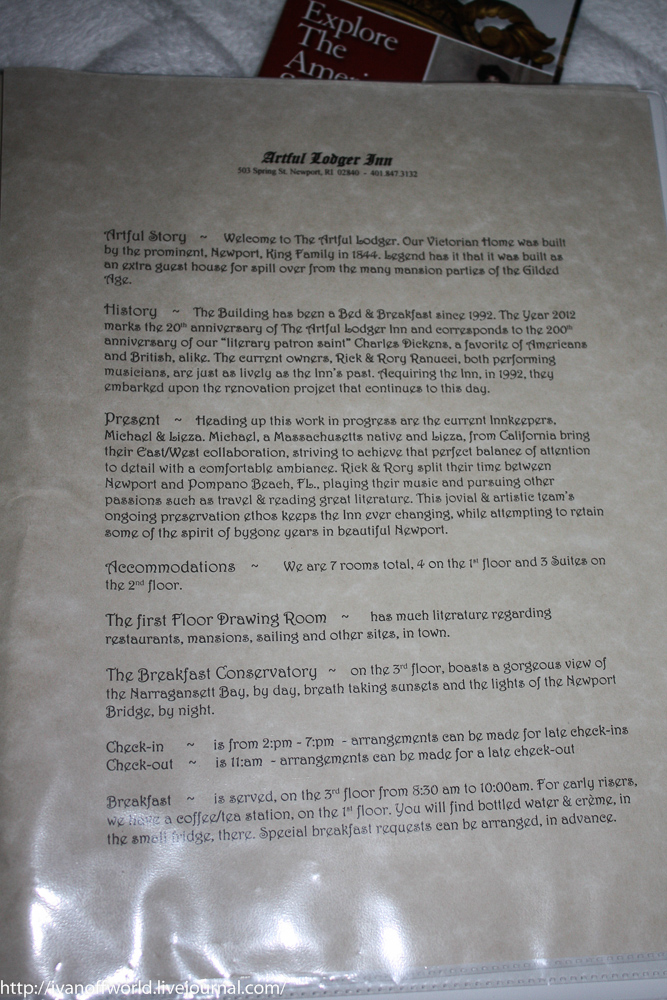 Explore
The
Artful Lodger Inn
503 Spring St. Newport, RI 02840 - 401.847.3132
Artful Story ~ Welcome to The Artful Lodger. Our Victorian Home was built
by the prominent, Newport, King Family in 1844. Legend has it that it was built as
an extra guest house for spill over from the many mansion parties of the Gilded
Age.
History ~ The Building has been a Bed & Breakfast since 1992. The Year 2012
marks the 20th anniversary of The Artful Lodger Inn and corresponds to the 200th
anniversary of our "literary patron saint" Charles Dickens, a favorite of Americans
and British, alike. The current owners, Rick & Rory Ranucci, both performing
musicians, are just as lively as the Inn's past. Acquiring the Inn, in 1992, they
embarked upon the renovation project that continues to this day.
Present ~ Heading up this work in progress are the current Innkeepers,
Michael & Lieza. Michael, a Massachusetts native and Lieza, from California bring
their East/West collaboration, striving to achieve that perfect balance of attention
to detail with a comfortable ambiance. Rick & Rory split their time between
Newport and Pompano Beach, FL., playing their music and pursuing other
passions such as travel & reading great literature. This jovial & artistic team's
ongoing preservation ethos keeps the Inn ever changing, while attempting to retain
some of the spirit of bygone years in beautiful Newport.
Accommodations ~ We are 7 rooms total, 4 on the 1st floor and 3 Suites on
the 2nd floor.
The first Floor Drawing Room ~ has much literature regarding
restaurants, mansions, sailing and other sites, in town.
The Breakfast Conservatory ~ on the 3rd floor, boasts a gorgeous view of
the Narragansett Bay, by day, breath taking sunsets and the lights of the Newport
Bridge, by night.
Check-in ~ is from 2:pm - 7:pm - arrangements can be made for late check-ins
Check-out ~ is 11:am - arrangements can be made for a late check-out
Breakfast ~ is served, on the 3rd floor from 8:30 am to 10:00am. For early risers,
we have a coffee/tea station, on the 1st floor. You will find bottled water & crème, in
the small fridge, there. Special breakfast requests can be arranged, in advance.
http://ivanoffworld.livejournal.com/